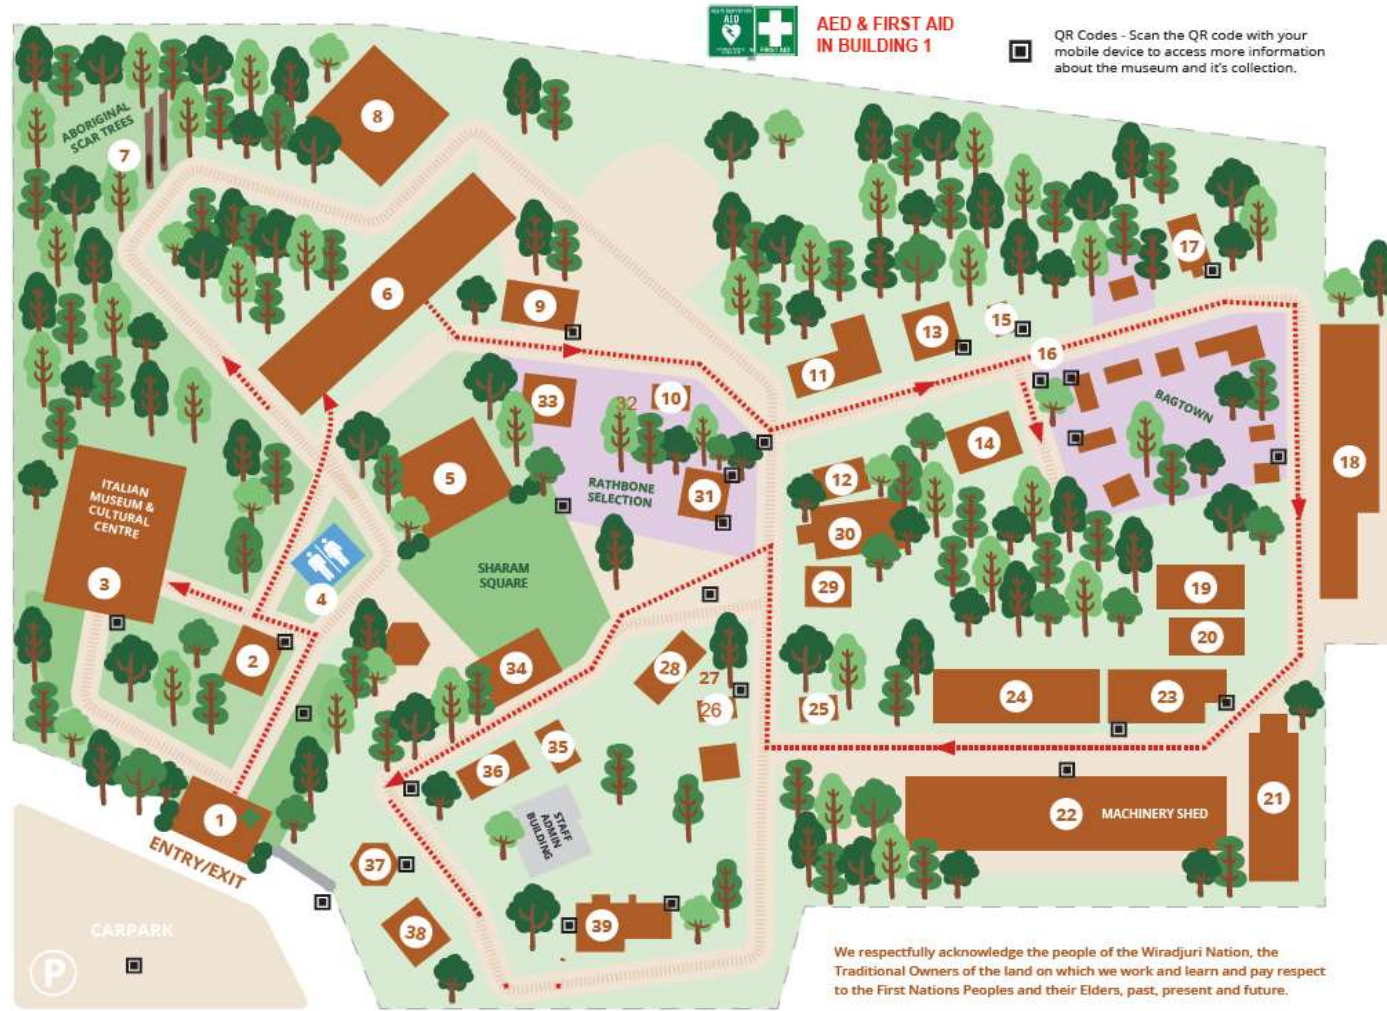 AED & FIRST AID
IN BUILDING 1
AID
FIRST AID
QR Codes - Scan the QR code with your
mobile device to access more information
about the museum and it's collection.
ABORIGINAL
SCAR TREES
7
8
6
9
17
15
13
16
11
10
32
33
BAGTOWN
14
18
5
12
31
RATHBONE
SELECTION
ITALIAN
MUSEUM &
CULTURAL
CENTRE
3
30
SHARAM
SQUARE
29
19
4
20
2
34
28
27
26
25
24
23
35
36
21
1
STAFF
ADMIN
BUILDING
22
MACHINERY SHED
ENTRY/EXIT
37
38
39
CARPARK
P
We respectfully acknowledge the people of the Wiradjuri Nation, the
Traditional Owners of the land on which we work and learn and pay respect
to the First Nations Peoples and their Elders, past, present and future.